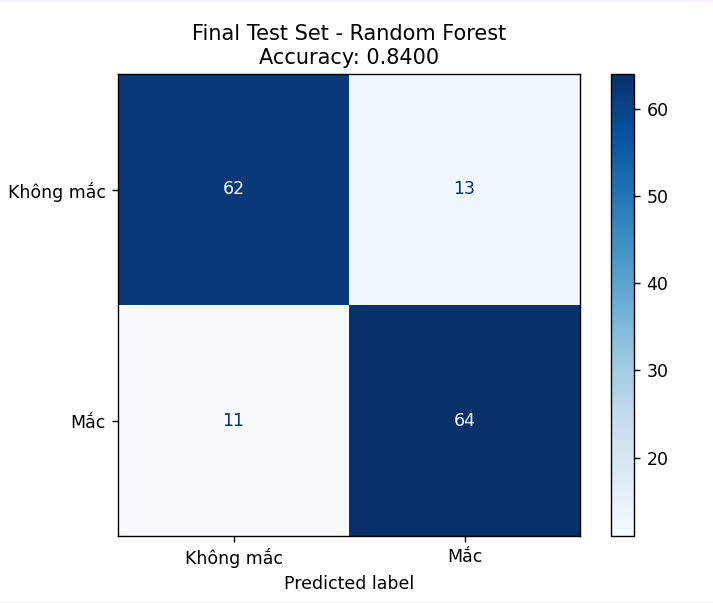 Final Test Set - Random Forest
Accuracy: 0.8400
Không mắc
62
13
Mắc
11
64
Không mắc
Mắc
Predicted label
60
50
40
30
20